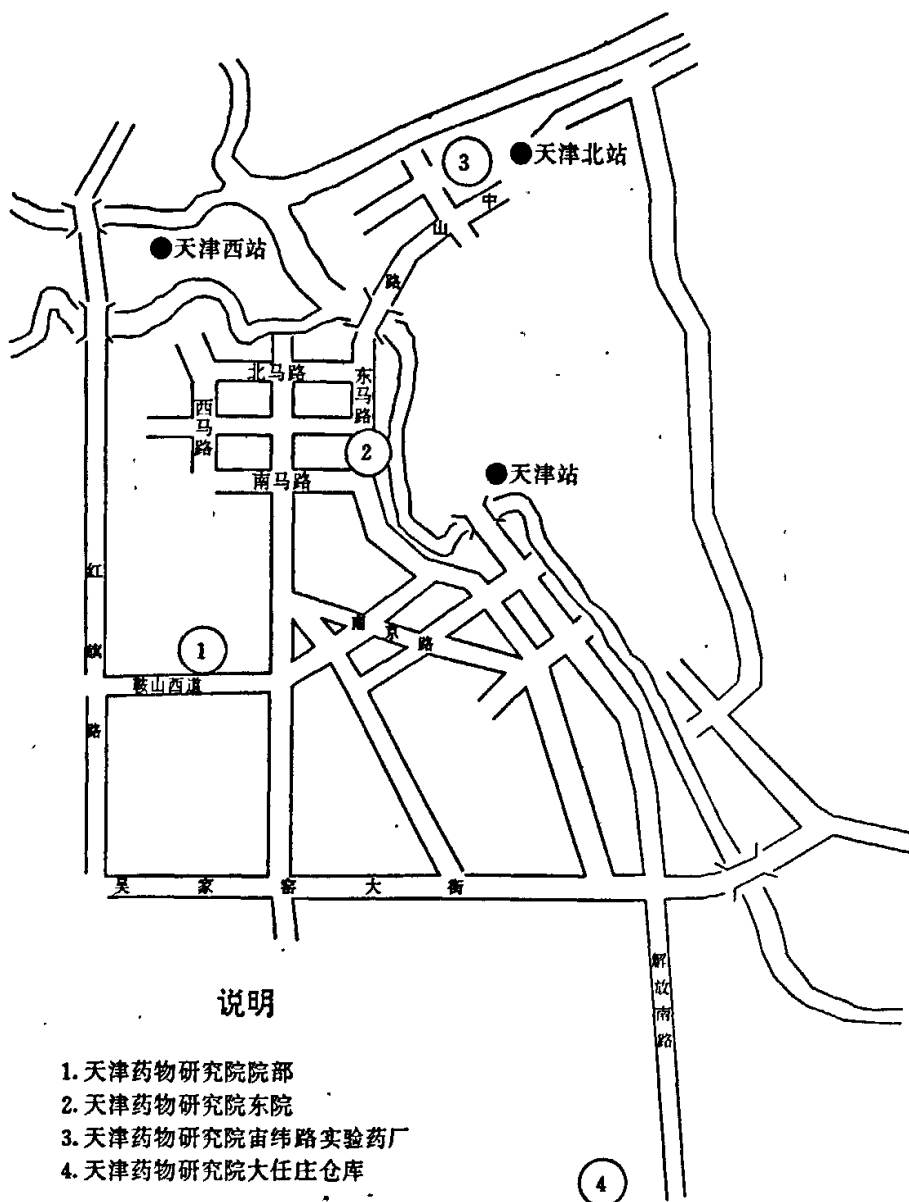 ③
●天津北站
中
山
路
●天津西站
北马路
东马路
西马路
②
●天津站
南马路
红
旗
路
①
南京路
鞍山西道
吴家窑大街
解放南路
说明
1. 天津药物研究院院部
2. 天津药物研究院东院
3. 天津药物研究院宙纬路实验药厂
4. 天津药物研究院大任庄仓库
④